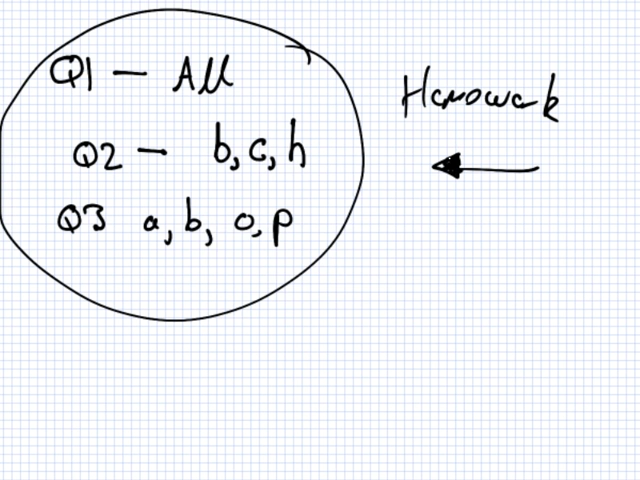 Q1 — All
Homework
Q2 — b, c, h
Q3 a, b, o, p